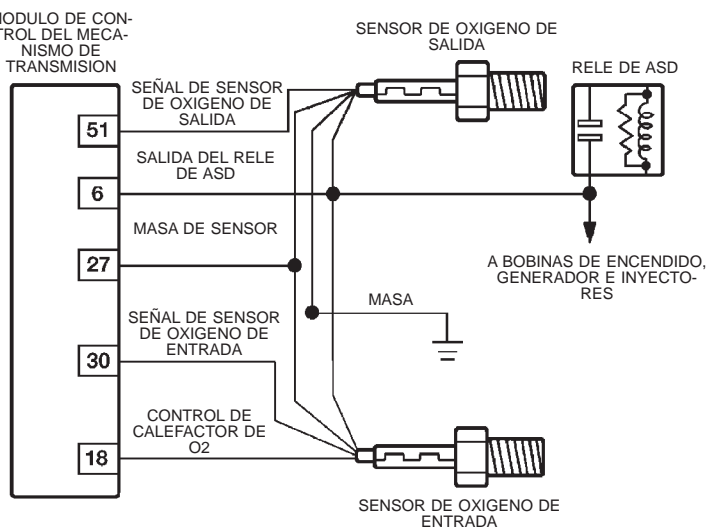 MODULO DE CON-
TROL DEL MECA-
NISMO DE
TRANSMISION
SENSOR DE OXIGENO DE
SALIDA
RELE DE ASD
SEÑAL DE SENSOR
DE OXIGENO DE
SALIDA
51
SALIDA DEL RELE
DE ASD
6
MASA DE SENSOR
27
A BOBINAS DE ENCENDIDO,
GENERADOR E INYECTO-
RES
MASA
SEÑAL DE SENSOR
DE OXIGENO DE
ENTRADA
30
CONTROL DE
CALEFACTOR DE
O2
18
SENSOR DE OXIGENO DE
ENTRADA